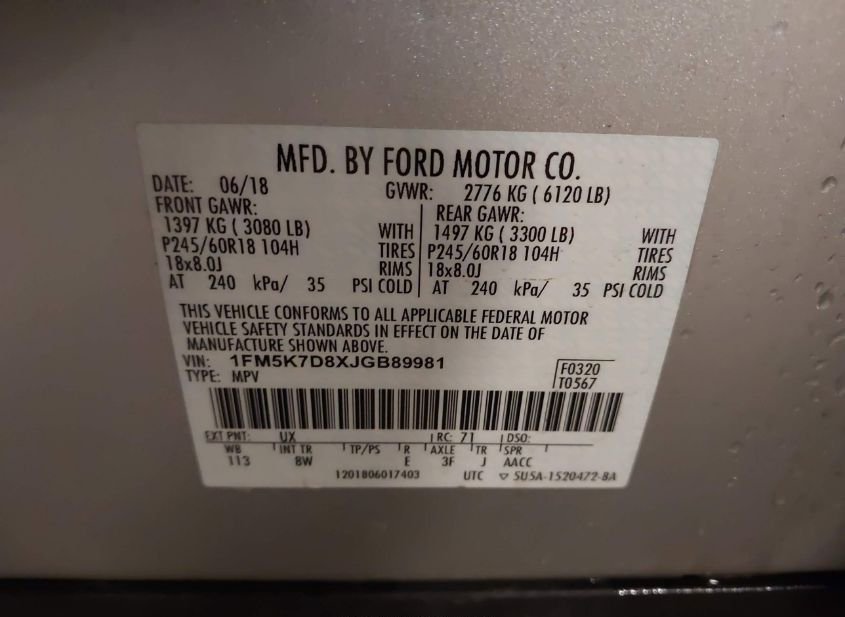 MFD. BY FORD MOTOR CO.
DATE: 06/18 GVWR: 2776 KG ( 6120 LB)
FRONT GAWR: REAR GAWR:
1397 KG ( 3080 LB) WITH 1497 KG ( 3300 LB) WITH
P245/60R18 104H TIRES P245/60R18 104H TIRES
18x8.0J RIMS 18x8.0J RIMS
AT 240 kPa/ 35 PSI COLD AT 240 kPa/ 35 PSI COLD
THIS VEHICLE CONFORMS TO ALL APPLICABLE FEDERAL MOTOR
VEHICLE SAFETY STANDARDS IN EFFECT ON THE DATE OF
MANUFACTURE SHOWN ABOVE.
VIN: 1FM5K7D8XJGB89981 F0320
TYPE: MPV T0567
EXT PNT: UX RC: 71 DSO:
WB INT TR TP/PS R AXLE TR SPR
113 8W E 3F J AACC
1201806017403 UTC ▽ 5U5A-1520472-8A